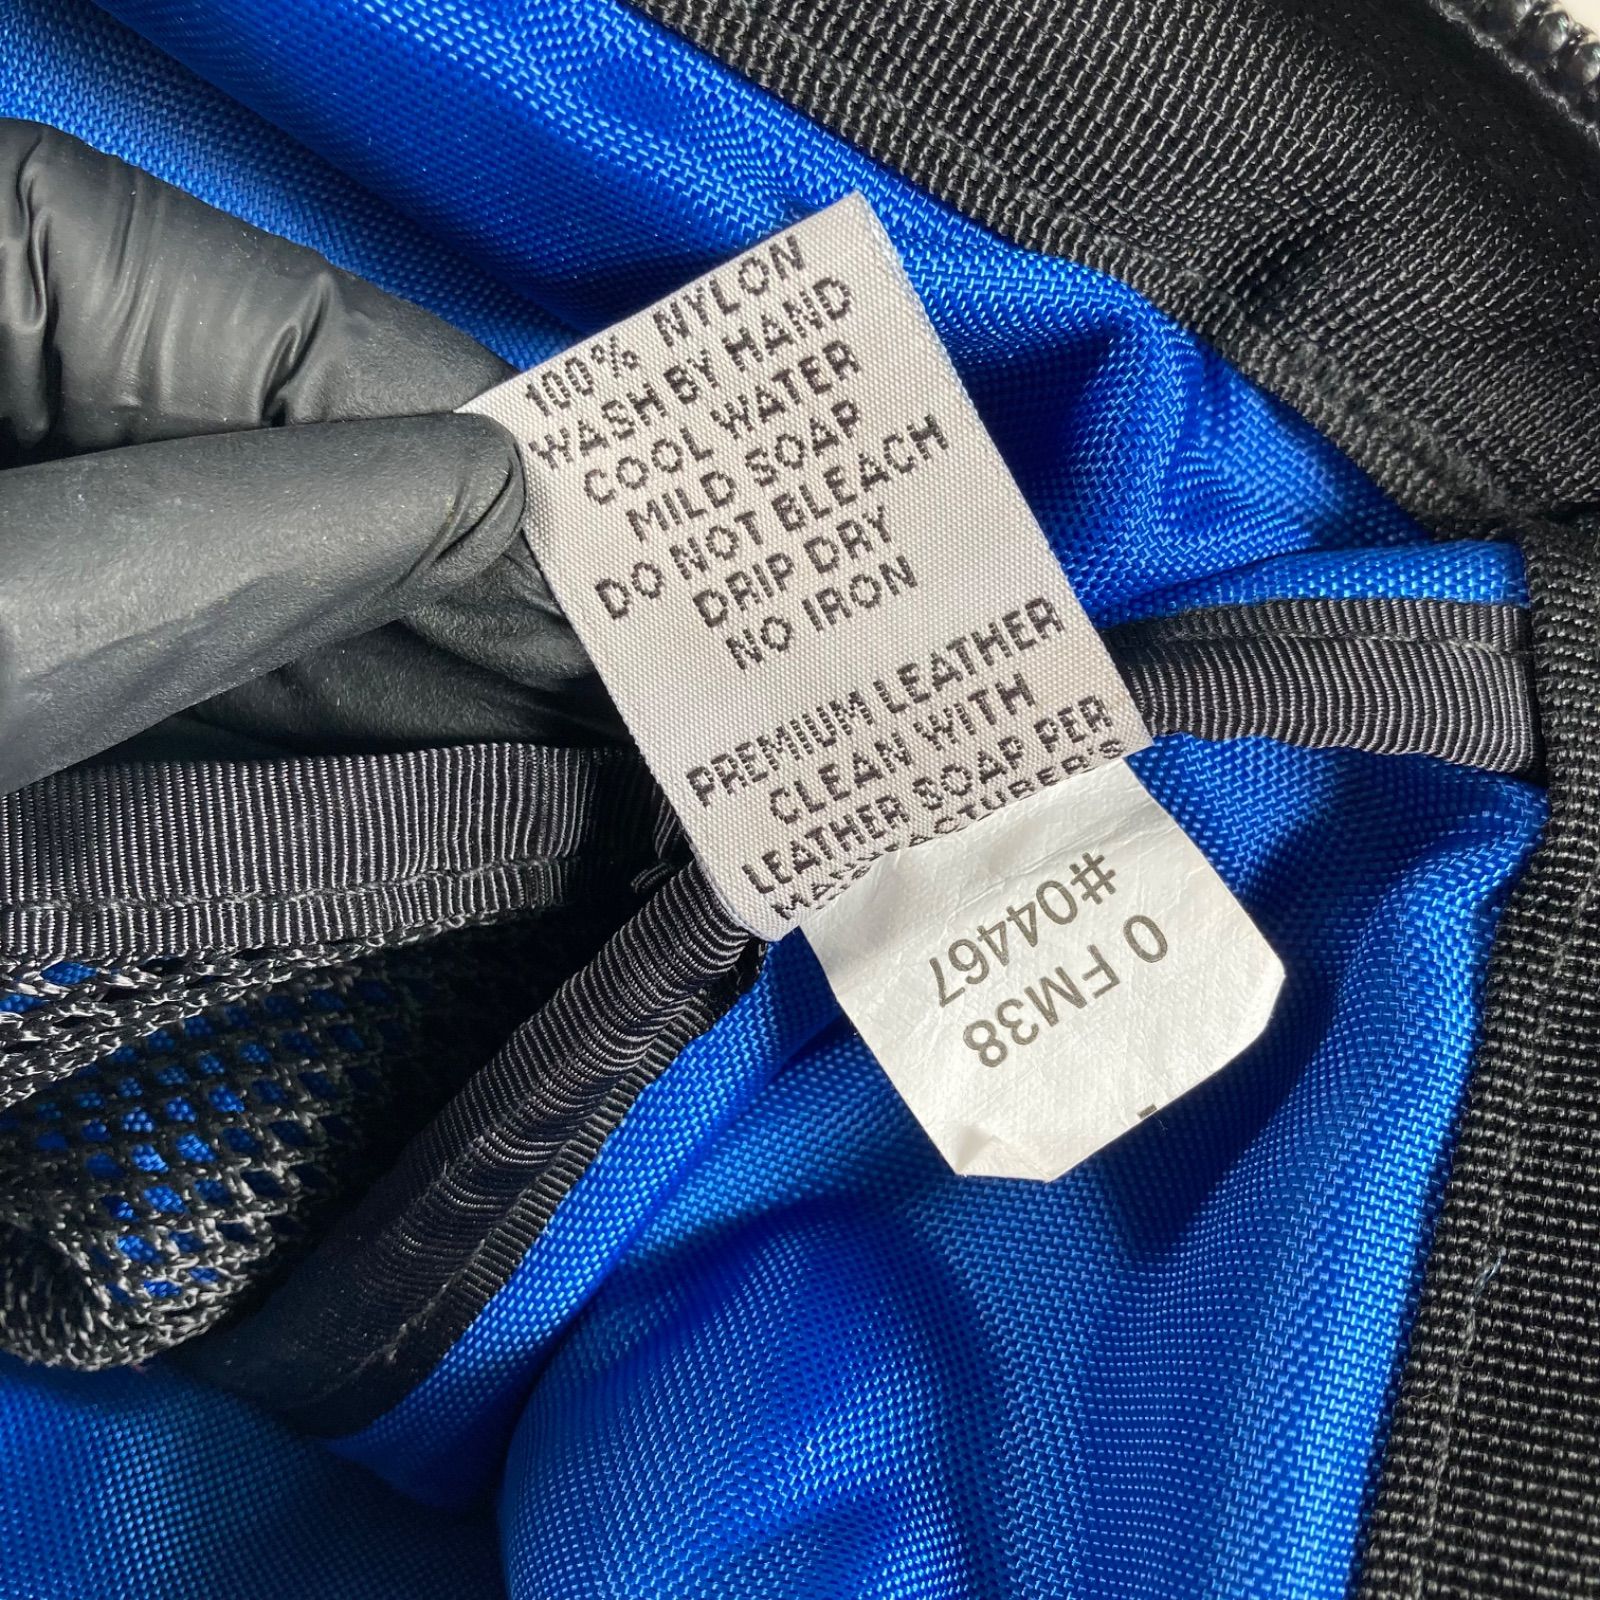 100% NYLON
WASH BY HAND
COOL WATER
MILD SOAP
DO NOT BLEACH
DRIP DRY
NO IRON
PREMIUM LEATHER
CLEAN WITH
LEATHER SOAP PER
MANUFACTURER'S
0 FM38
#04467